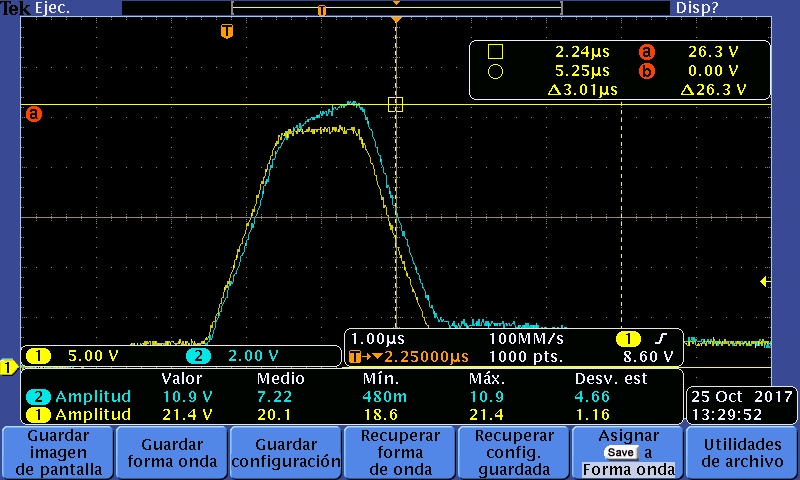 Tek Ejec. Disp?
T
T
2.24µs a 26.3 V
5.25µs b 0.00 V
Δ3.01µs Δ26.3 V
a
1 5.00 V 2 2.00 V
1.00µs 100MM/s 1
T→▼2.25000µs 1000 pts. 8.60 V
1
Valor Medio Mín. Máx. Desv. est
2 Amplitud 10.9 V 7.22 480m 10.9 4.66
1 Amplitud 21.4 V 20.1 18.6 21.4 1.16
25 Oct 2017
13:29:52
Guardar
imagen
de pantalla
Guardar
forma onda
Guardar
configuración
Recuperar
forma
de onda
Recuperar
config.
guardada
Asignar
Save a
Forma onda
Utilidades
de archivo